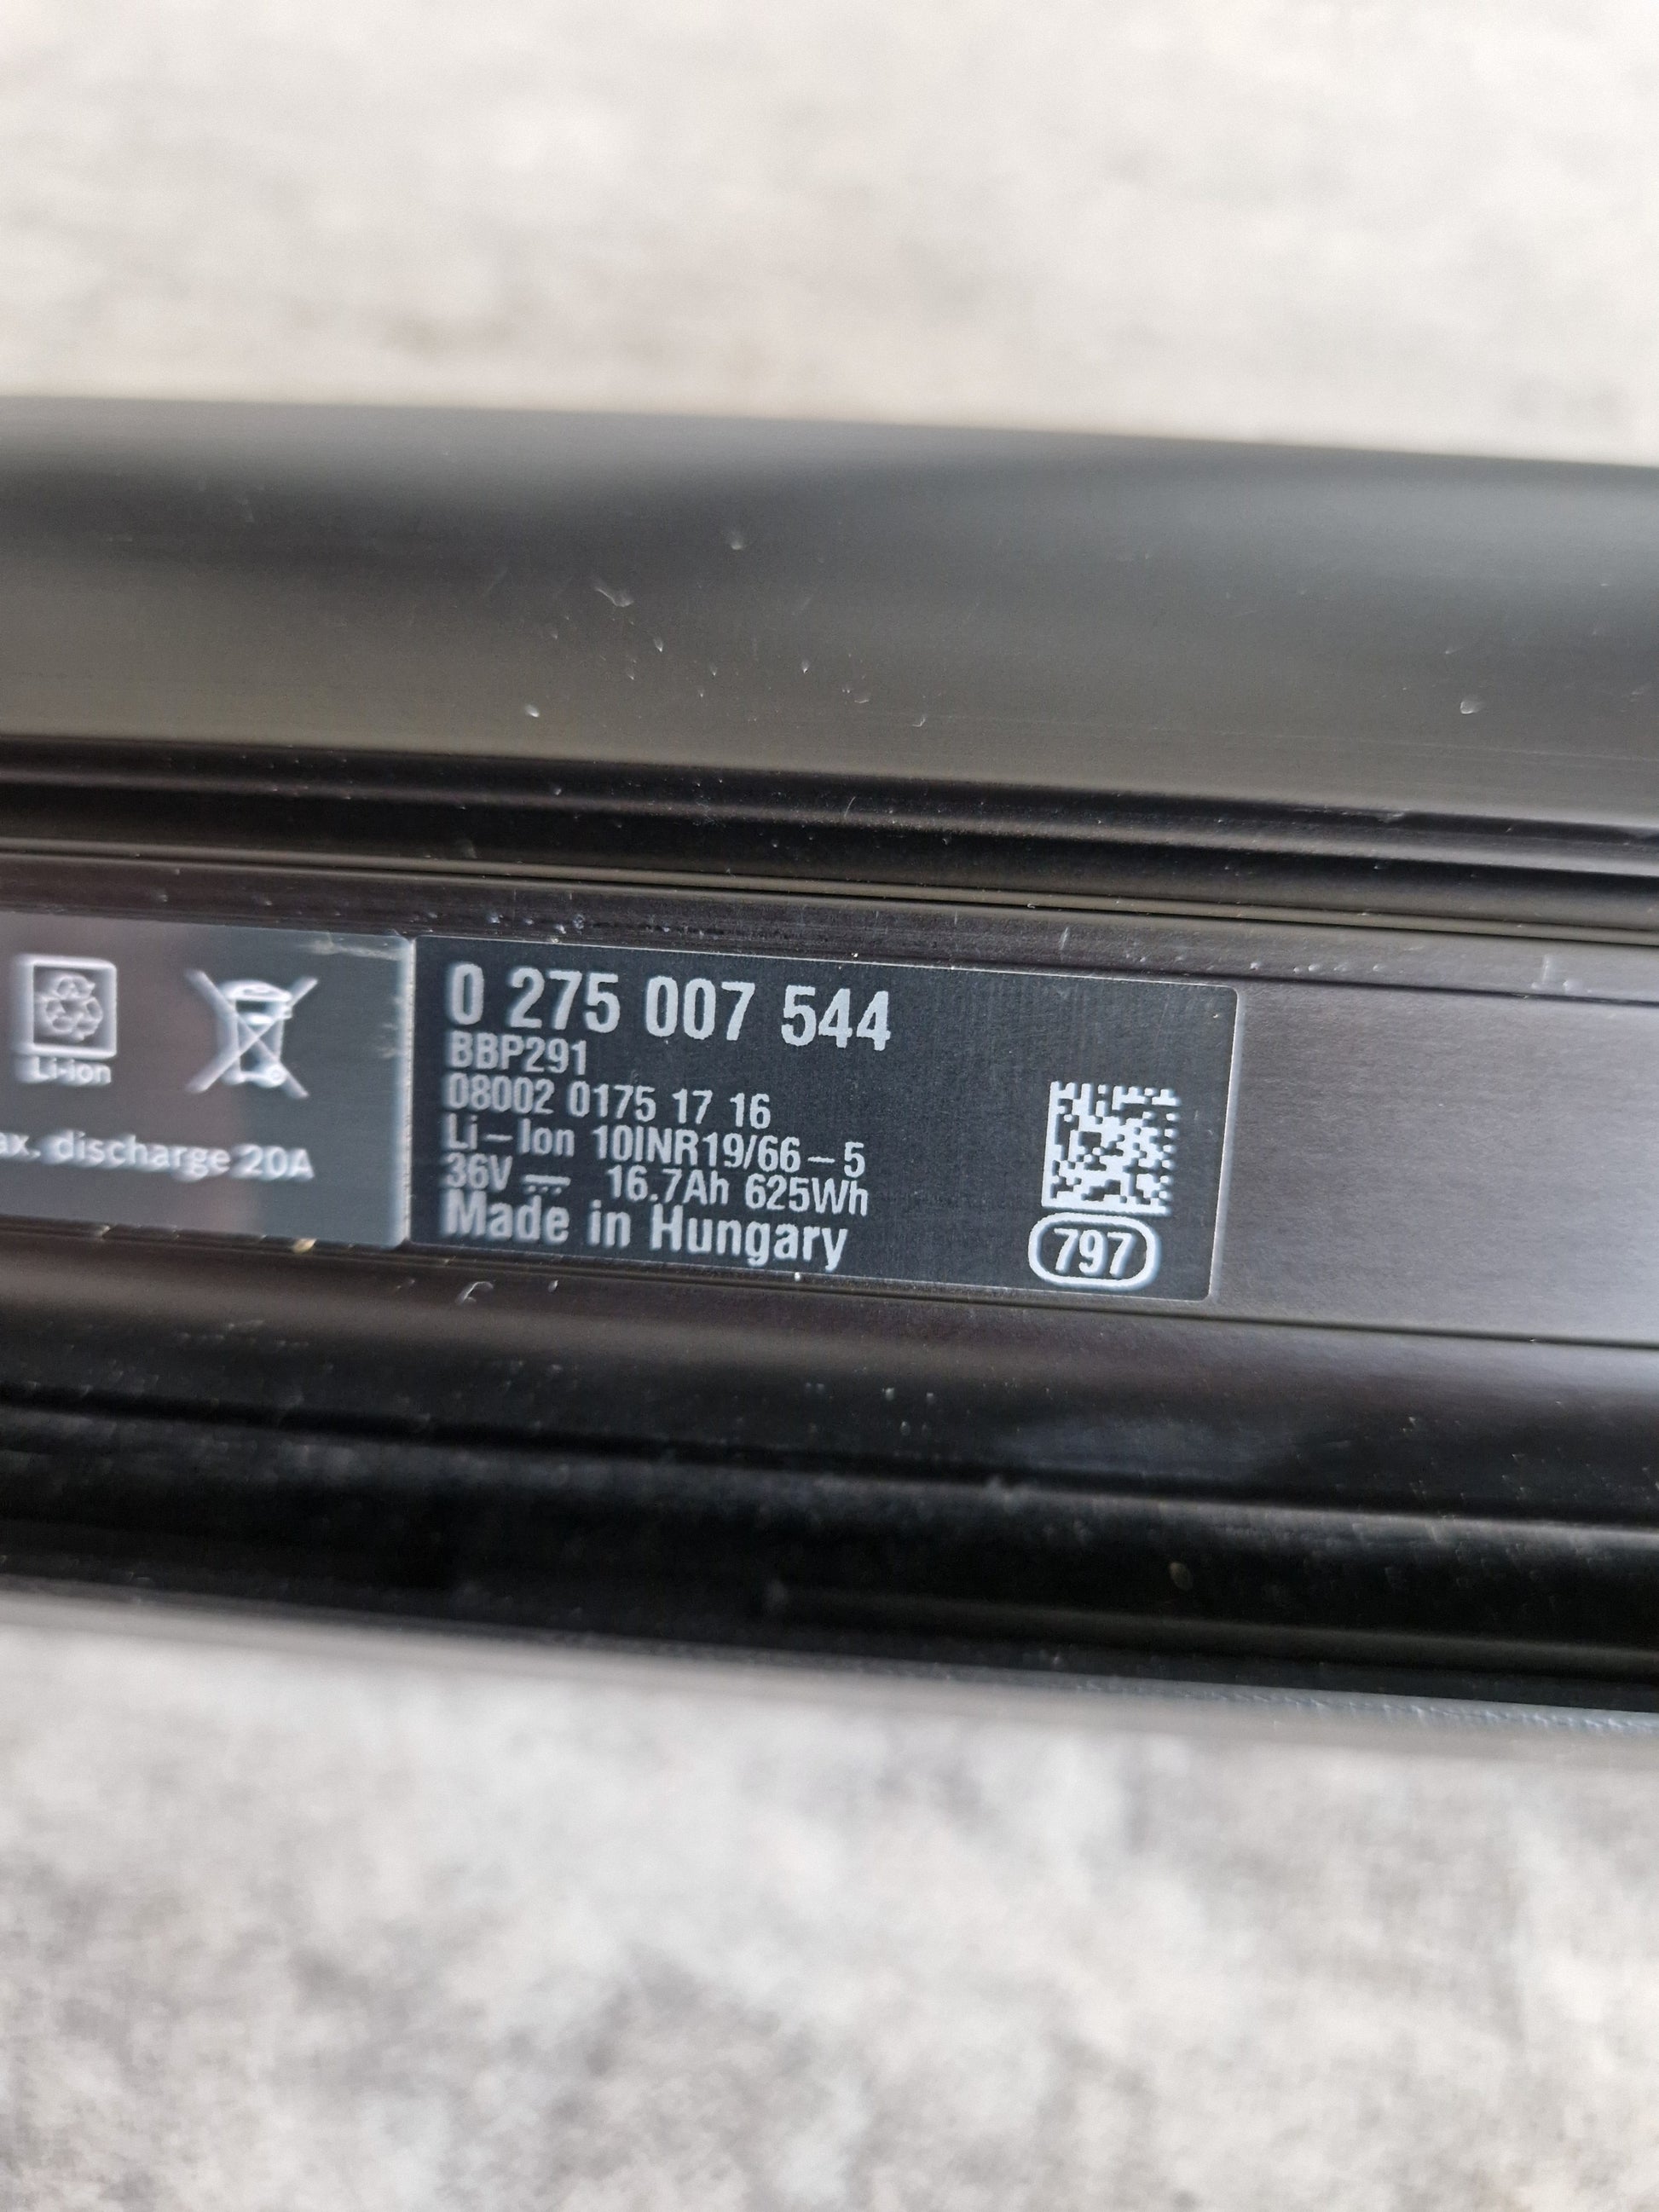 Li-ion
ax. discharge 20A
0 275 007 544
BBP291
08002 0175 17 16
Li-Ion 10INR19/66-5
36V ⎓ 16.7Ah 625Wh
Made in Hungary
797